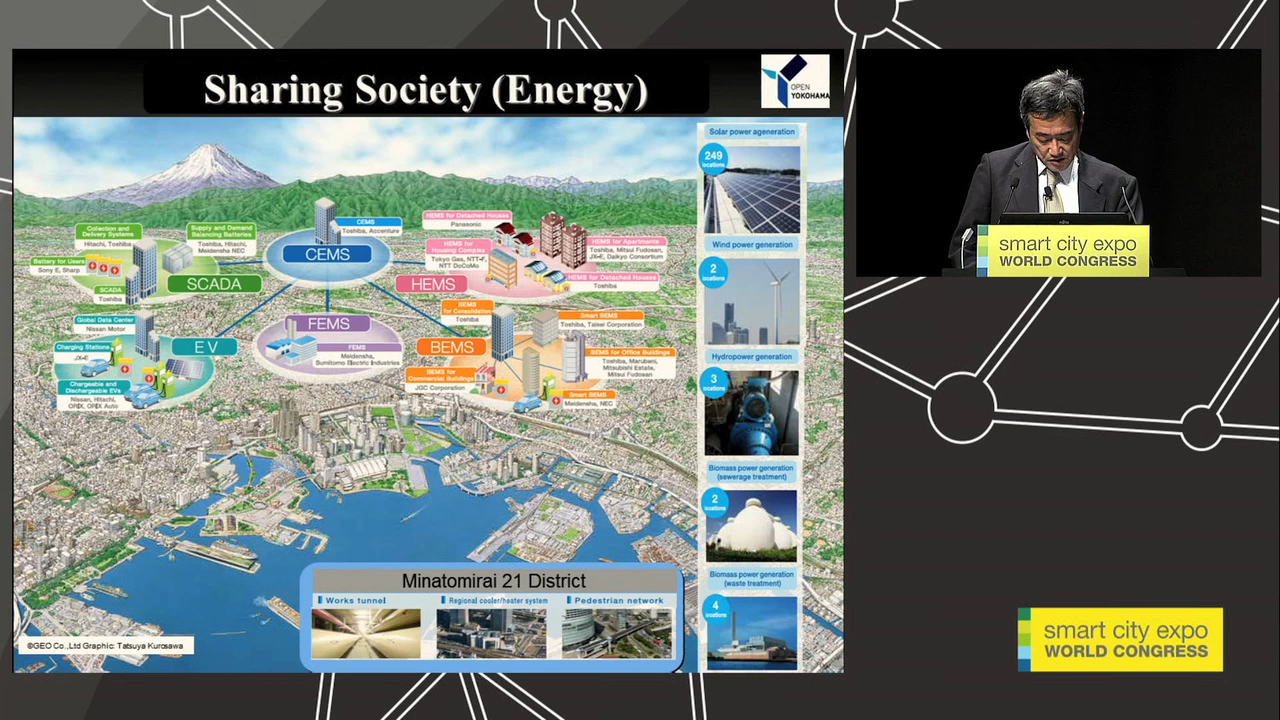 Sharing Society (Energy)
OPEN
YOKOHAMA
Solar power ageneration
249
locations
Wind power generation
2
locations
Hydropower generation
3
locations
Biomass power generation
(sewerage treatment)
2
locations
Biomass power generation
(waste treatment)
4
locations
CEMS
CEMS
Toshiba, Accenture
Collection and
Delivery Systems
Hitachi, Toshiba
Supply and Demand
Balancing Batteries
Toshiba, Hitachi,
Meidensha NEC
Battery for Users
Sony E, Sharp
SCADA
Toshiba
SCADA
HEMS for Detached Houses
Panasonic
HEMS for
Housing Complex
Tokyo Gas, NTT-F,
NTT DoCoMo
HEMS for Apartments
Toshiba, Mitsui Fudosan,
JX-E, Daikyo Consortium
HEMS for Detached Houses
Toshiba
HEMS
Global Data Center
Nissan Motor
Charging Stations
JX-E
Chargeable and
Dischargeable EVs
Nissan, Hitachi,
ORIX, ORIX Auto
EV
FEMS
FEMS
Meidensha,
Sumitomo Electric Industries
BEMS
for Consolidation
Toshiba
Smart BEMS
Toshiba, Taisei Corporation
BEMS
BEMS for Office Buildings
Toshiba, Marubeni,
Mitsubishi Estate,
Mitsui Fudosan
BEMS for
Commercial Buildings
JGC Corporation
Smart BEMS
Meidensha, NEC
Minatomirai 21 District
Works tunnel
Regional cooler/heater system
Pedestrian network
©GEO Co.,Ltd Graphic: Tatsuya Kurosawa
smart city expo
WORLD CONGRESS
smart city expo
WORLD CONGRESS